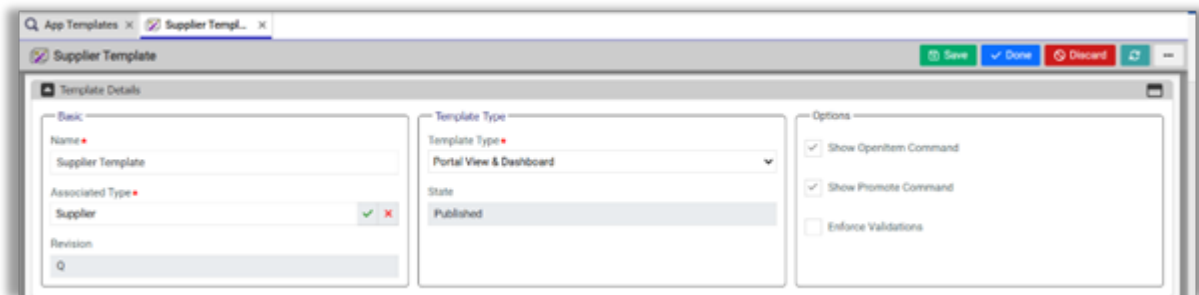 App Templates × Supplier Templ... ×
Supplier Template Save Done Discard ...
Template Details
Basic
Name
Supplier Template
Associated Type
Supplier
Revision
Q
Template Type
Template Type
Portal View & Dashboard
State
Published
Options
Show OpenItem Command
Show Promote Command
Enforce Validations